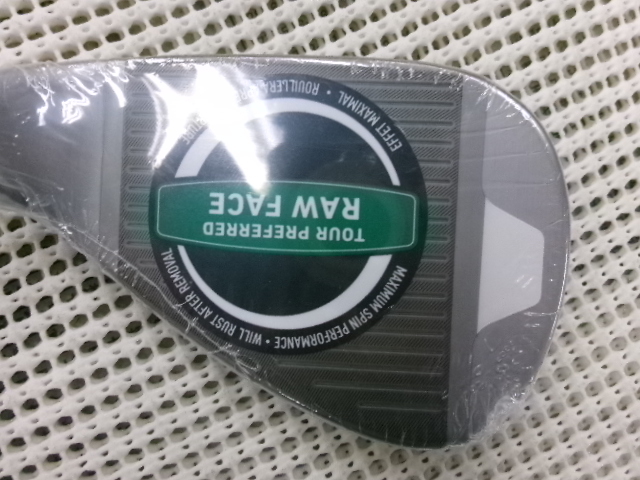 TOUR PREFERRED
RAW FACE
MAXIMUM SPIN PERFORMANCE • WILL RUST AFTER REMOVAL
EFFET MAXIMAL •